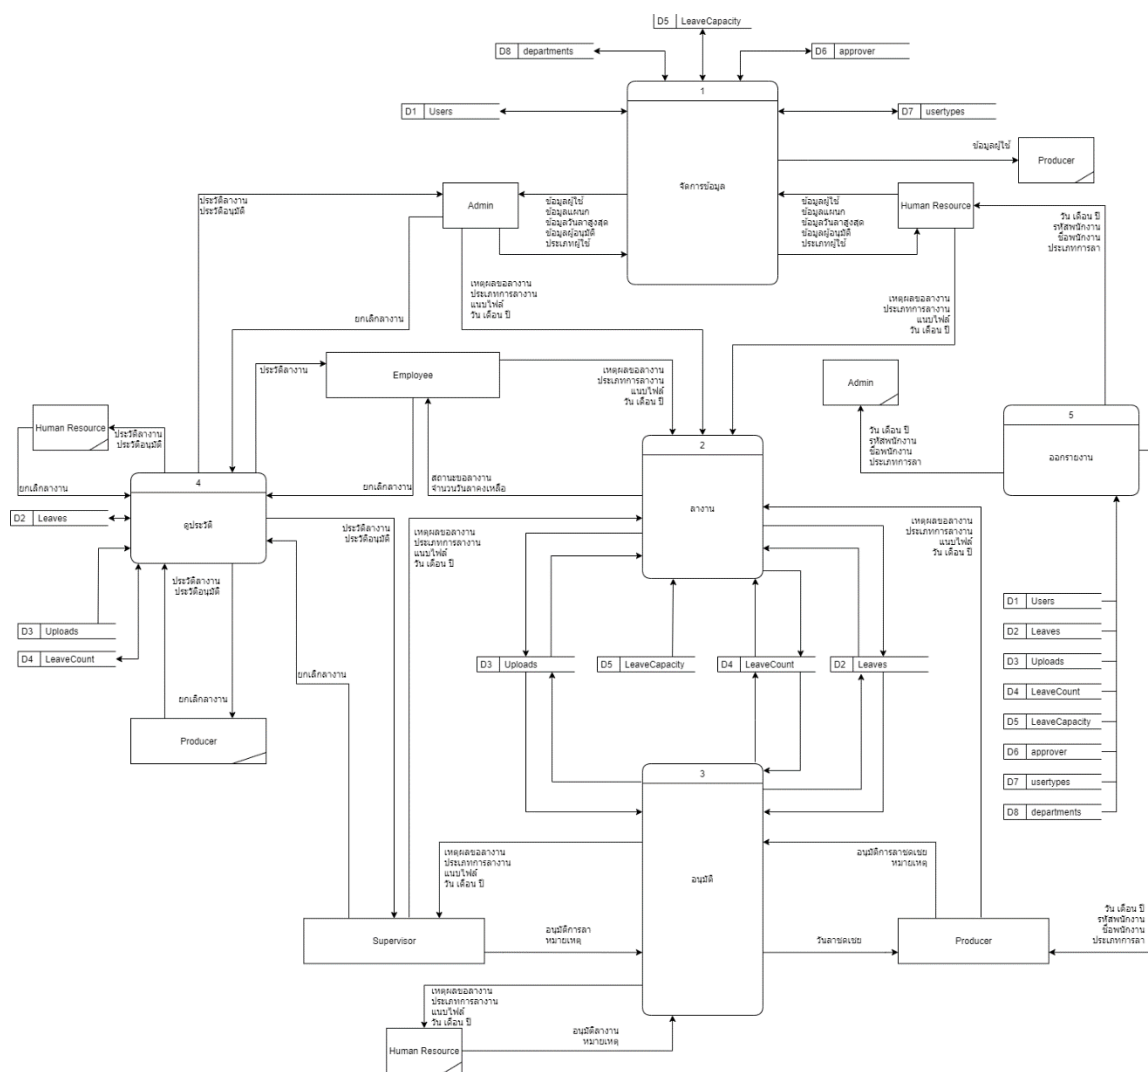 D5 LeaveCapacity
D8 departments
D6 approver
1
D1 Users
D7 usertypes
ข้อมูลผู้ใช้
Producer
จัดการข้อมูล
ประวัติลางาน
ประวัติอนุมัติ
Admin
ข้อมูลผู้ใช้
ข้อมูลแผนก
ข้อมูลวันลาสูงสุด
ข้อมูลผู้อนุมัติ
ประเภทผู้ใช้
ข้อมูลผู้ใช้
ข้อมูลแผนก
ข้อมูลวันลาสูงสุด
ข้อมูลผู้อนุมัติ
ประเภทผู้ใช้
Human Resource
วัน เดือน ปี
รหัสพนักงาน
ชื่อพนักงาน
ประเภทการลา
เหตุผลขอลางาน
ประเภทการลางาน
แนบไฟล์
วัน เดือน ปี
เหตุผลขอลางาน
ประเภทการลางาน
แนบไฟล์
วัน เดือน ปี
ยกเลิกลางาน
ประวัติลางาน
Employee
เหตุผลขอลางาน
ประเภทการลางาน
แนบไฟล์
วัน เดือน ปี
Admin
Human Resource
ประวัติลางาน
ประวัติอนุมัติ
5
ออกรายงาน
วัน เดือน ปี
รหัสพนักงาน
ชื่อพนักงาน
ประเภทการลา
2
ลางาน
4
ดูประวัติ
ยกเลิกลางาน
ยกเลิกลางาน
สถานะขอลางาน
จำนวนวันลาคงเหลือ
D2 Leaves
ประวัติลางาน
ประวัติอนุมัติ
เหตุผลขอลางาน
ประเภทการลางาน
แนบไฟล์
วัน เดือน ปี
เหตุผลขอลางาน
ประเภทการลางาน
แนบไฟล์
วัน เดือน ปี
ประวัติลางาน
ประวัติอนุมัติ
D3 Uploads
D4 LeaveCount
D3 Uploads
D5 LeaveCapacity
D4 LeaveCount
D2 Leaves
D1 Users
D2 Leaves
D3 Uploads
D4 LeaveCount
D5 LeaveCapacity
D6 approver
D7 usertypes
D8 departments
ยกเลิกลางาน
ยกเลิกลางาน
Producer
3
อนุมัติ
เหตุผลขอลางาน
ประเภทการลางาน
แนบไฟล์
วัน เดือน ปี
อนุมัติการลาชดเชย
หมายเหตุ
Supervisor
อนุมัติการลา
หมายเหตุ
วันลาชดเชย
Producer
วัน เดือน ปี
รหัสพนักงาน
ชื่อพนักงาน
ประเภทการลา
เหตุผลขอลางาน
ประเภทการลางาน
แนบไฟล์
วัน เดือน ปี
Human Resource
อนุมัติลางาน
หมายเหตุ